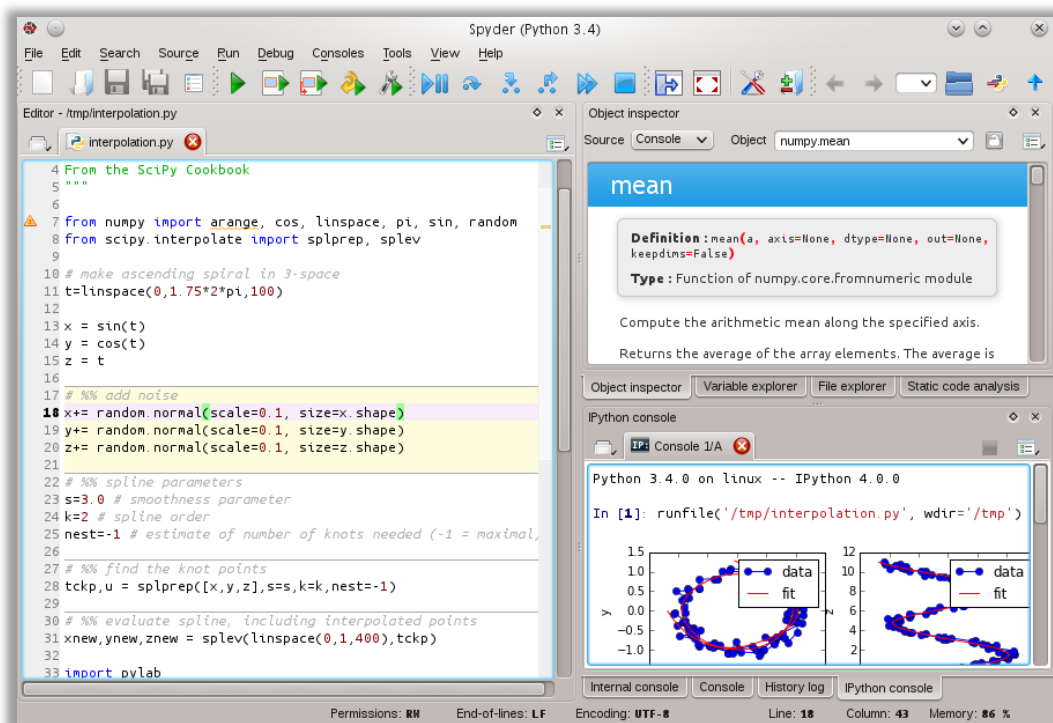 Spyder (Python 3.4)
File Edit Search Source Run Debug Consoles Tools View Help
Editor - /tmp/interpolation.py
interpolation.py
4 From the SciPy Cookbook
5 """
6
7 from numpy import arange, cos, linspace, pi, sin, random
8 from scipy.interpolate import splprep, splev
9
10 # make ascending spiral in 3-space
11 t=linspace(0,1.75*2*pi,100)
12
13 x = sin(t)
14 y = cos(t)
15 z = t
16
17 # %% add noise
18 x+= random.normal(scale=0.1, size=x.shape)
19 y+= random.normal(scale=0.1, size=y.shape)
20 z+= random.normal(scale=0.1, size=z.shape)
21
22 # %% spline parameters
23 s=3.0 # smoothness parameter
24 k=2 # spline order
25 nest=-1 # estimate of number of knots needed (-1 = maximal,
26
27 # %% find the knot points
28 tckp,u = splprep([x,y,z],s=s,k=k,nest=-1)
29
30 # %% evaluate spline, including interpolated points
31 xnew,ynew,znew = splev(linspace(0,1,400),tckp)
32
33 import pylab
Object inspector
Source Console Object numpy.mean
mean
Definition : mean(a, axis=None, dtype=None, out=None,
keepdims=False)
Type : Function of numpy.core.fromnumeric module
Compute the arithmetic mean along the specified axis.
Returns the average of the array elements. The average is
Object inspector Variable explorer File explorer Static code analysis
IPython console
IP: Console 1/A
Python 3.4.0 on linux -- IPython 4.0.0
In [1]: runfile('/tmp/interpolation.py', wdir='/tmp')
1.5
1.0
0.5
0.0
-0.5
-1.0
y
data
fit
12
10
8
6
4
2
z
data
fit
Internal console Console History log IPython console
Permissions: RW End-of-lines: LF Encoding: UTF-8 Line: 18 Column: 43 Memory: 86 %